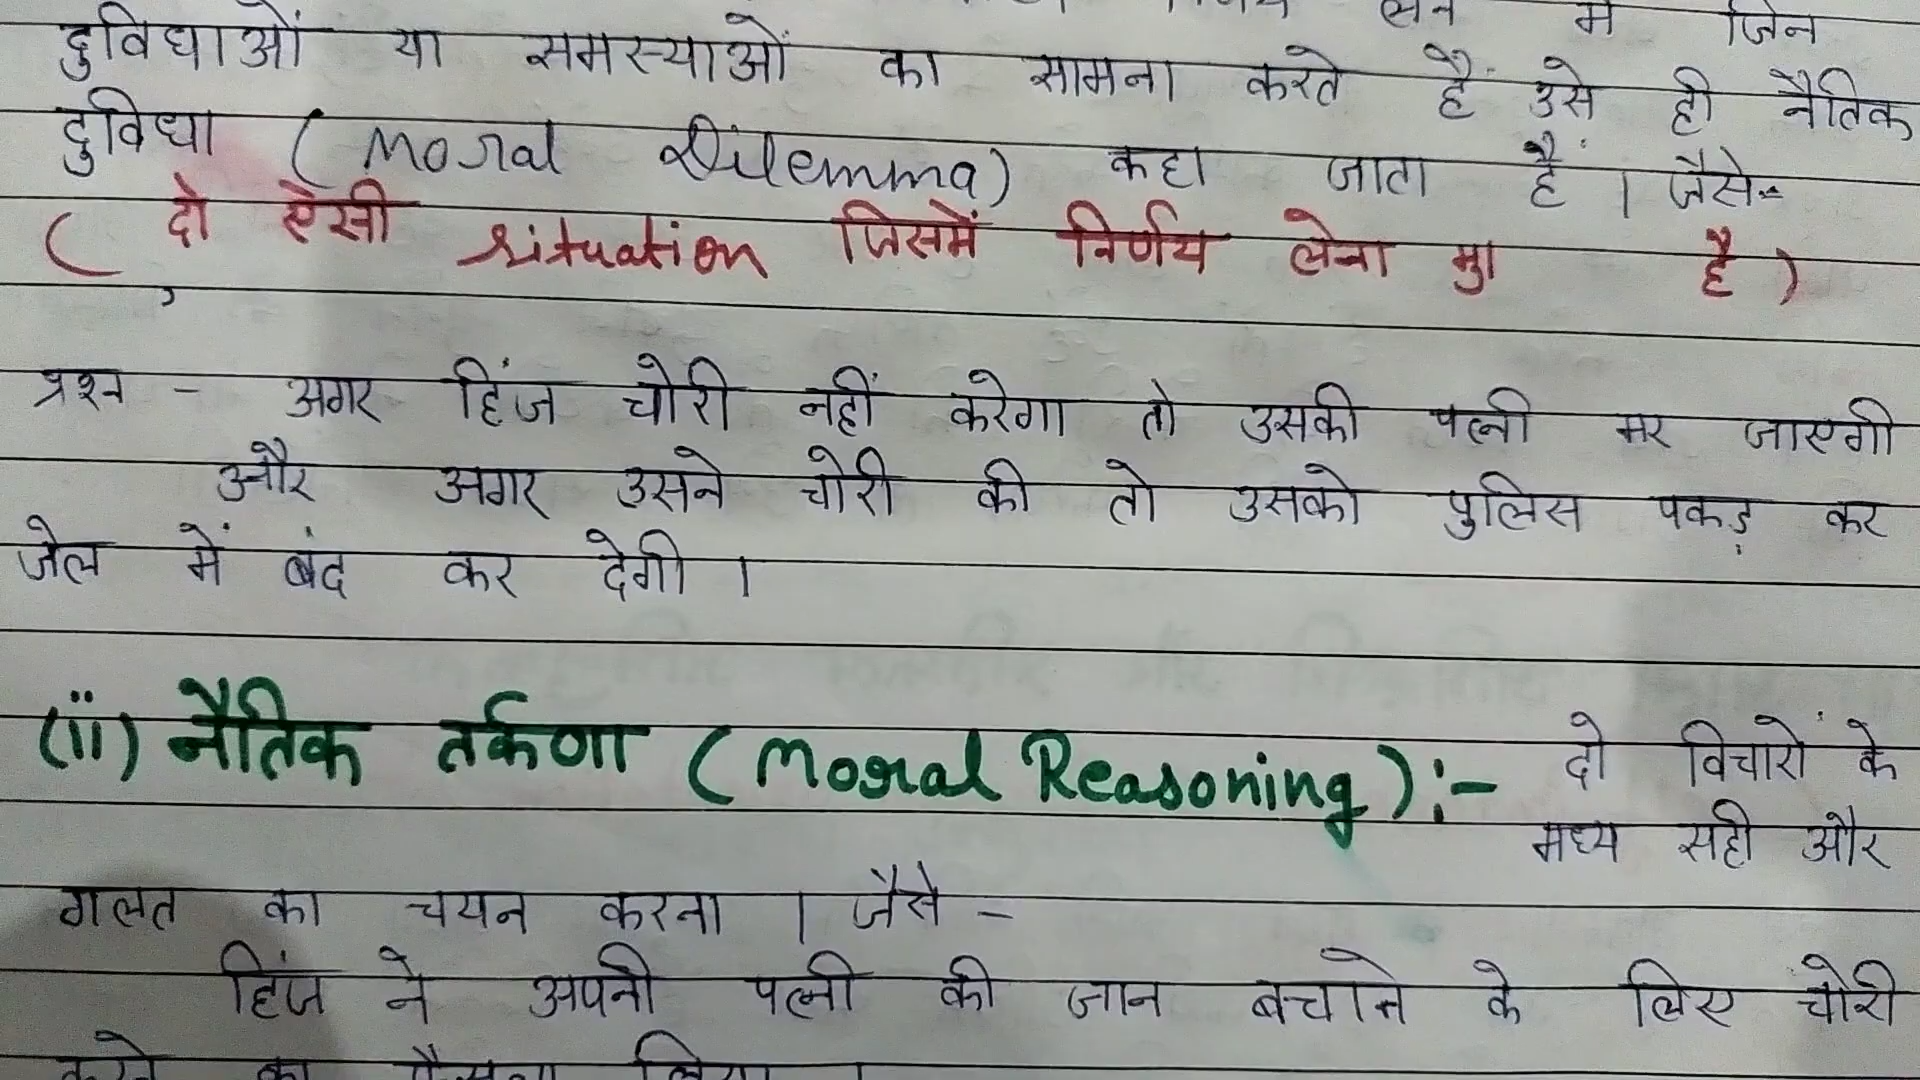 में जिन
दुविधाओं या समस्याओं का सामना करते हैं उसे ही नैतिक
दुविधा (Moral Dilemma) कहा जाता है । जैसे-
( दो ऐसी situation जिसमें निर्णय लेना मु है )
प्रश्न - अगर हिंज चोरी नहीं करेगा तो उसकी पत्नी मर जाएगी
और अगर उसने चोरी की तो उसको पुलिस पकड़ कर
जेल में बंद कर देगी ।
(ii) नैतिक तर्कणा (Moral Reasoning) :- दो विचारों के
मध्य सही और
गलत का चयन करना । जैसे -
हिंज ने अपनी पत्नी की जान बचाने के लिए चोरी
करने का फैसला लिया ।